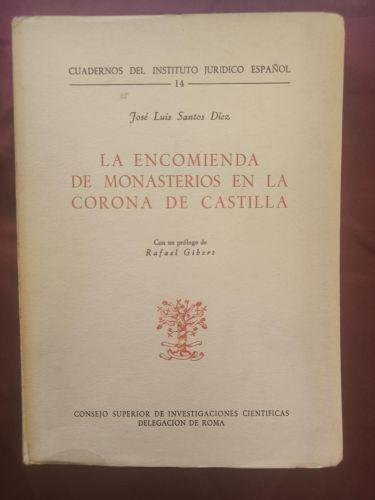 CUADERNOS DEL INSTITUTO JURIDICO ESPAÑOL
14
José Luis Santos Díez
LA ENCOMIENDA
DE MONASTERIOS EN LA
CORONA DE CASTILLA
Con un prólogo de
Rafael Gibert
CONSEJO SUPERIOR DE INVESTIGACIONES CIENTIFICAS
DELEGACION DE ROMA